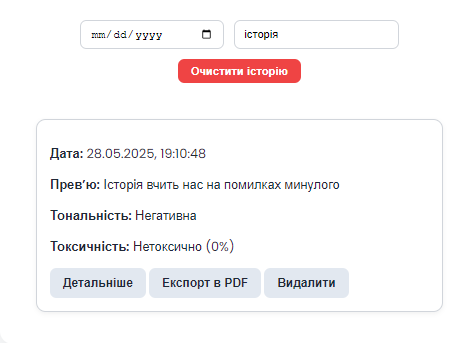 mm/dd/yyyy історія
Очистити історію
Дата: 28.05.2025, 19:10:48
Прев’ю: Історія вчить нас на помилках минулого
Тональність: Негативна
Токсичність: Нетоксично (0%)
Детальніше Експорт в PDF Видалити